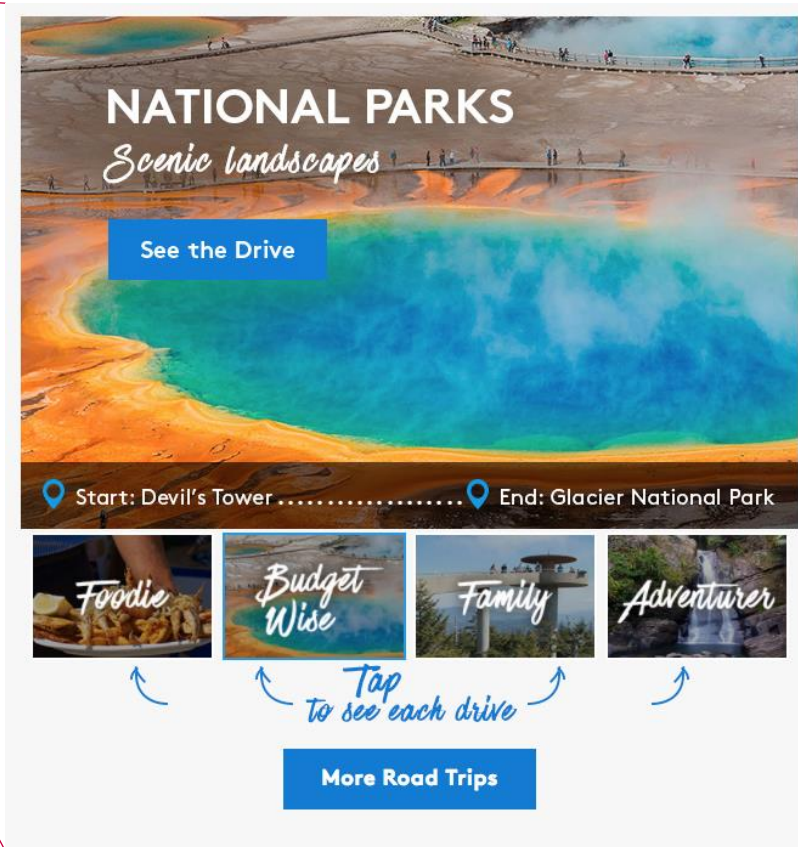 NATIONAL PARKS
Scenic landscapes
See the Drive
Start: Devil's Tower...................End: Glacier National Park
Foodie
Budget
Wise
Family
Adventurer
Tap
to see each drive
More Road Trips